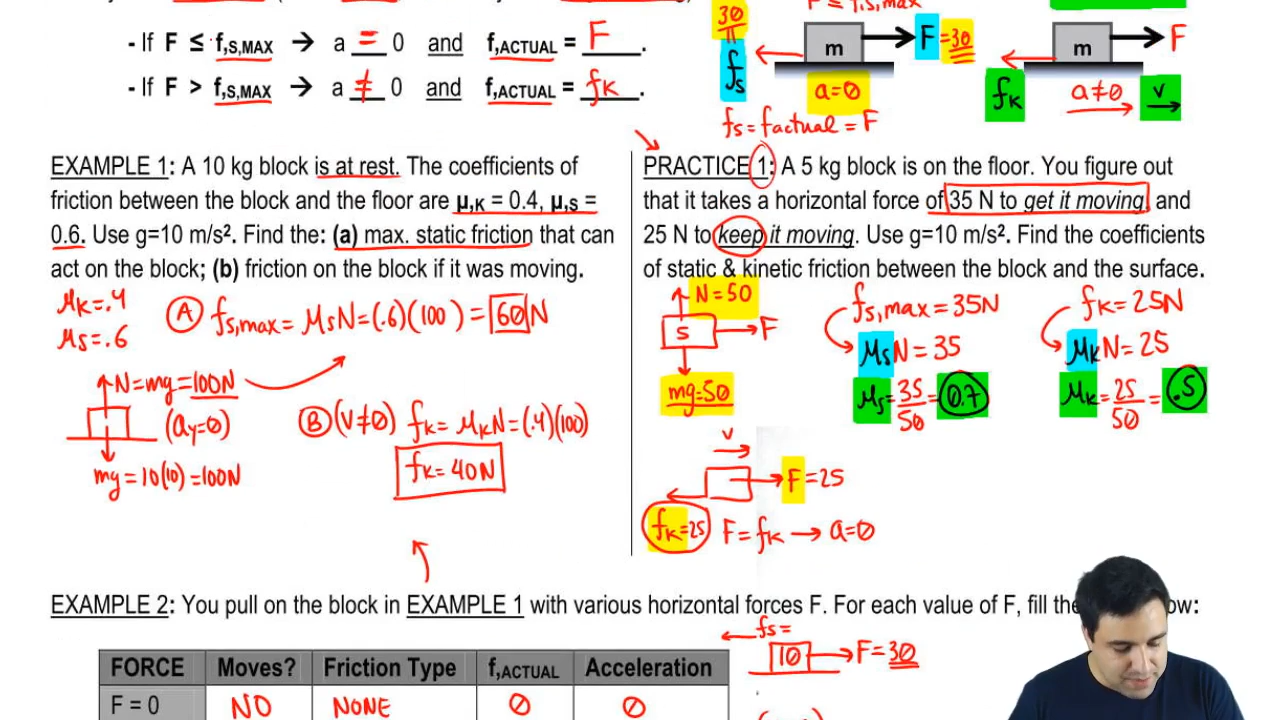 - If F ≤ f,S,MAX → a = 0 and f,ACTUAL = F.
- If F > f,S,MAX → a ≠ 0 and f,ACTUAL = fK.
30
=
fS
m
F = 30
a=0
fS = factual = F
m
F
fK
a≠0
v
EXAMPLE 1: A 10 kg block is at rest. The coefficients of
friction between the block and the floor are μ,K = 0.4, μ,S =
0.6. Use g=10 m/s². Find the: (a) max. static friction that can
act on the block; (b) friction on the block if it was moving.
μK=.4
μS=.6
A fS,max = μSN = (.6)(100) = 60 N
N=mg=100N
(ay=0)
mg=10(10)=100N
B (V≠0) fK = μKN=(.4)(100)
fK=40N
PRACTICE 1: A 5 kg block is on the floor. You figure out
that it takes a horizontal force of 35 N to get it moving, and
25 N to keep it moving. Use g=10 m/s². Find the coefficients
of static & kinetic friction between the block and the surface.
N=50
5
F
mg=50
fS,max=35N
μSN=35
μS=35/50=0.7
fK=25N
μKN=25
μK=25/50=.5
v
F=25
fK=25
F=fK → a=0
EXAMPLE 2: You pull on the block in EXAMPLE 1 with various horizontal forces F. For each value of F, fill
fS=
10
F=30
FORCE Moves? Friction Type f,ACTUAL Acceleration
F = 0 NO NONE 0 0